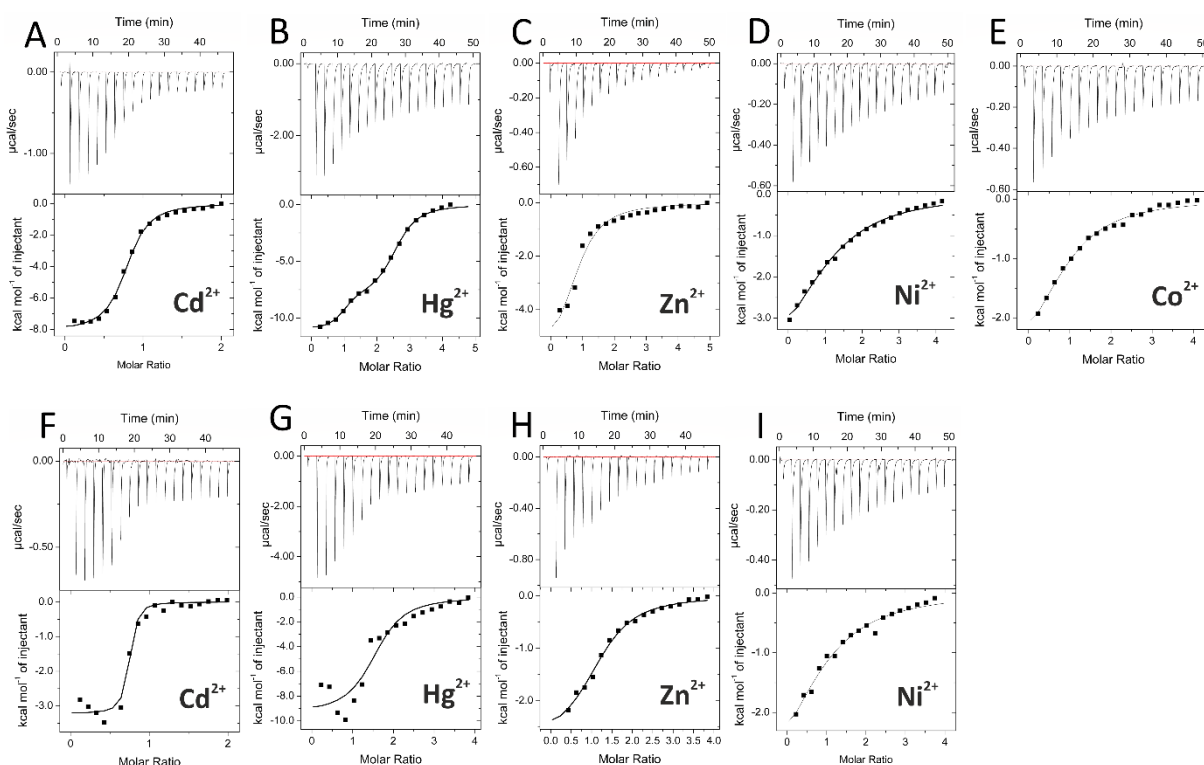 A
Time (min)
0 10 20 30 40
0.00
-1.00
µcal/sec
0.0
-2.0
-4.0
-6.0
-8.0
kcal mol⁻¹ of injectant
Cd²⁺
0 1 2
Molar Ratio
B
Time (min)
0 10 20 30 40 50
0.00
-2.00
µcal/sec
0.0
-5.0
-10.0
kcal mol⁻¹ of injectant
Hg²⁺
0 1 2 3 4 5
Molar Ratio
C
Time (min)
0 10 20 30 40 50
0.00
-0.20
-0.40
-0.60
µcal/sec
0.0
-2.0
-4.0
kcal mol⁻¹ of injectant
Zn²⁺
0 1 2 3 4 5
Molar Ratio
D
Time (min)
0 10 20 30 40 50
0.00
-0.20
-0.40
-0.60
µcal/sec
0.0
-1.0
-2.0
-3.0
kcal mol⁻¹ of injectant
Ni²⁺
0 1 2 3 4
Molar Ratio
E
Time (min)
0 10 20 30 40 50
0.00
-0.20
-0.40
-0.60
µcal/sec
0.0
-1.0
-2.0
kcal mol⁻¹ of injectant
Co²⁺
0 1 2 3 4
Molar Ratio
F
Time (min)
0 10 20 30 40
0.00
-0.50
µcal/sec
0.0
-1.0
-2.0
-3.0
kcal mol⁻¹ of injectant
Cd²⁺
0 1 2
Molar Ratio
G
Time (min)
0 10 20 30 40 50
0.00
-2.00
-4.00
µcal/sec
0.0
-2.0
-4.0
-6.0
-8.0
-10.0
kcal mol⁻¹ of injectant
Hg²⁺
0 1 2 3 4
Molar Ratio
H
Time (min)
0 10 20 30 40
0.00
-0.40
-0.80
µcal/sec
0.0
-1.0
-2.0
kcal mol⁻¹ of injectant
Zn²⁺
0.0 0.5 1.0 1.5 2.0 2.5 3.0 3.5 4.0
Molar Ratio
I
Time (min)
0 10 20 30 40 50
0.00
-0.20
-0.40
µcal/sec
0.0
-1.0
-2.0
kcal mol⁻¹ of injectant
Ni²⁺
0 1 2 3 4
Molar Ratio